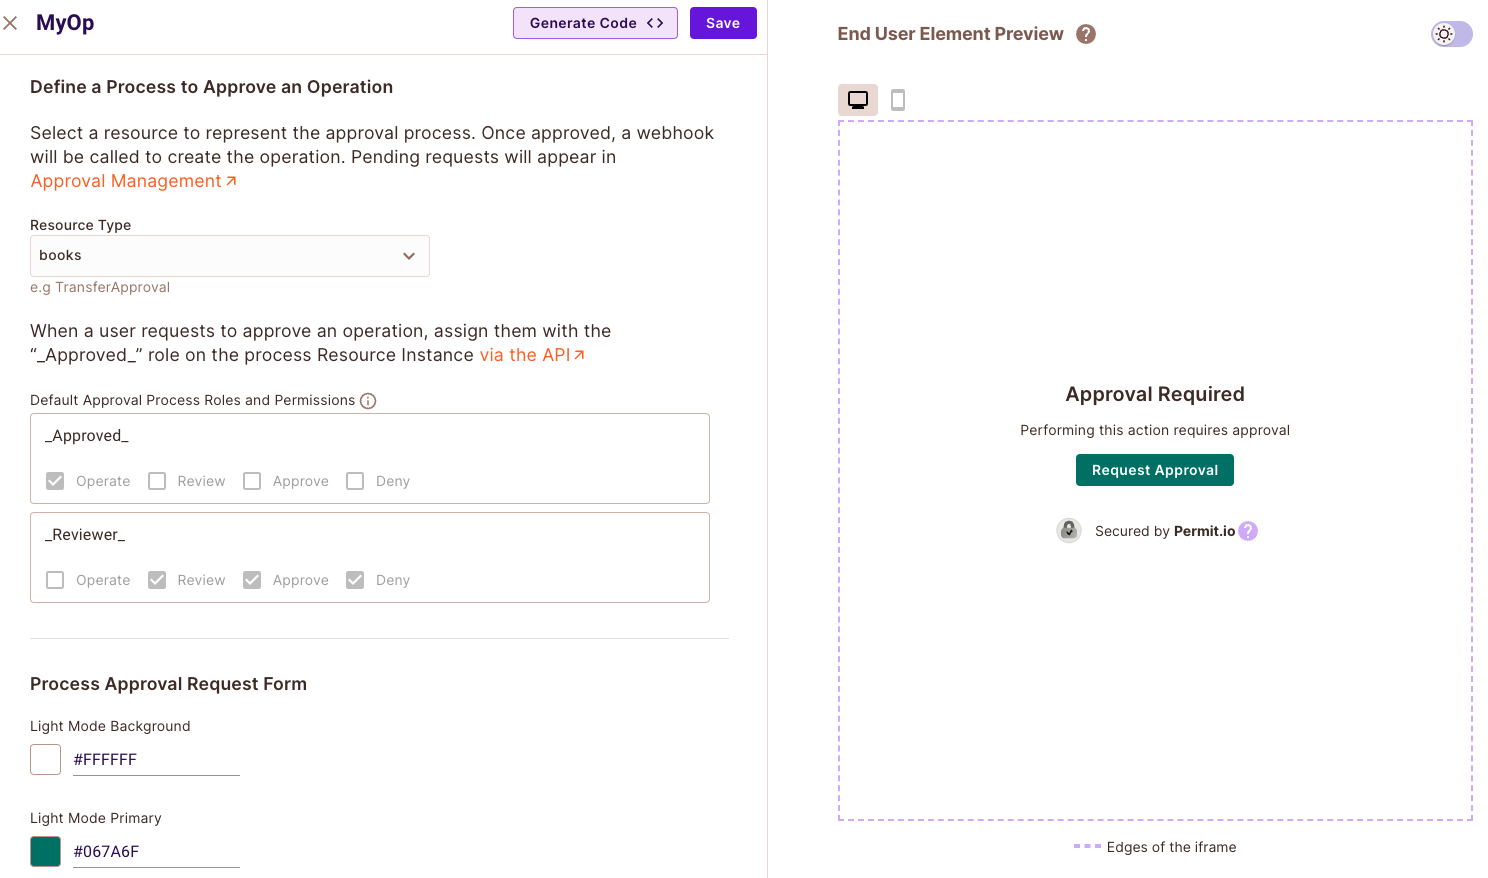 MyOp
Generate Code
Save
Define a Process to Approve an Operation
Select a resource to represent the approval process. Once approved, a webhook
will be called to create the operation. Pending requests will appear in
Approval Management
Resource Type
books
e.g TransferApproval
When a user requests to approve an operation, assign them with the
“_Approved_” role on the process Resource Instance via the API
Default Approval Process Roles and Permissions
_Approved_
Operate Review Approve Deny
_Reviewer_
Operate Review Approve Deny
Process Approval Request Form
Light Mode Background
#FFFFFF
Light Mode Primary
#067A6F
End User Element Preview
Approval Required
Performing this action requires approval
Request Approval
Secured by Permit.io
Edges of the iframe